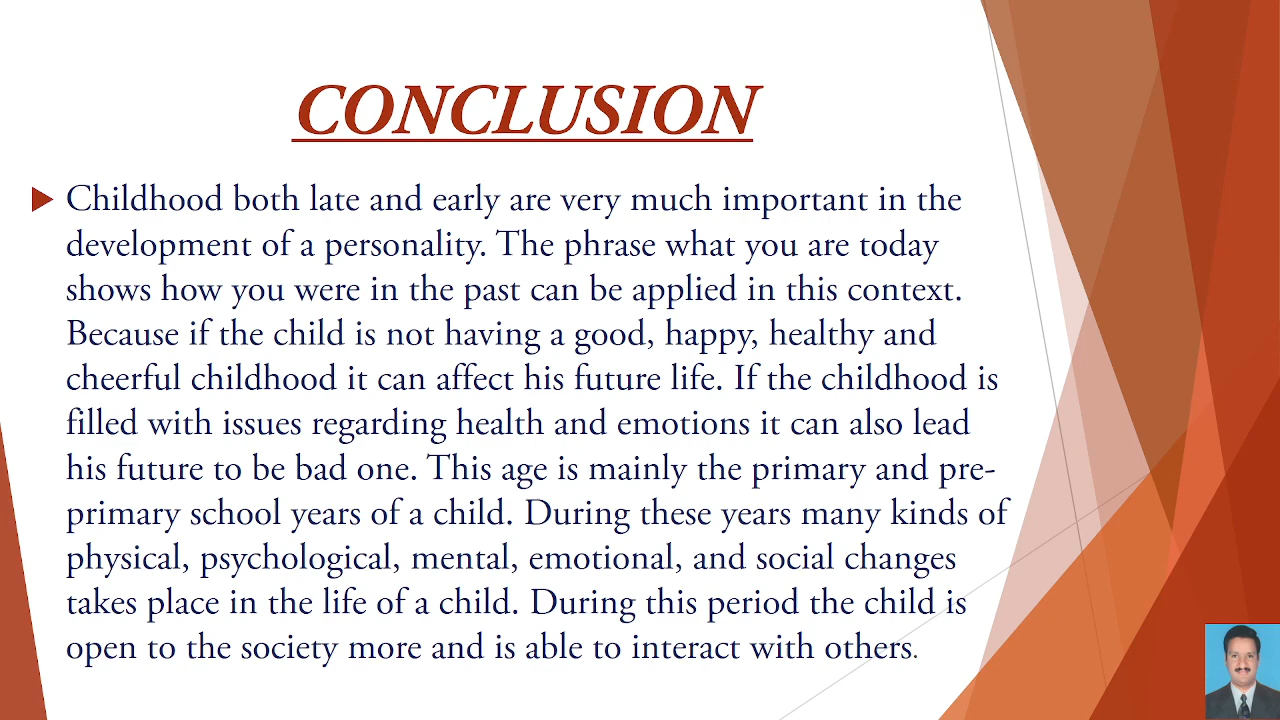 CONCLUSION
Childhood both late and early are very much important in the
development of a personality. The phrase what you are today
shows how you were in the past can be applied in this context.
Because if the child is not having a good, happy, healthy and
cheerful childhood it can affect his future life. If the childhood is
filled with issues regarding health and emotions it can also lead
his future to be bad one. This age is mainly the primary and pre-
primary school years of a child. During these years many kinds of
physical, psychological, mental, emotional, and social changes
takes place in the life of a child. During this period the child is
open to the society more and is able to interact with others.